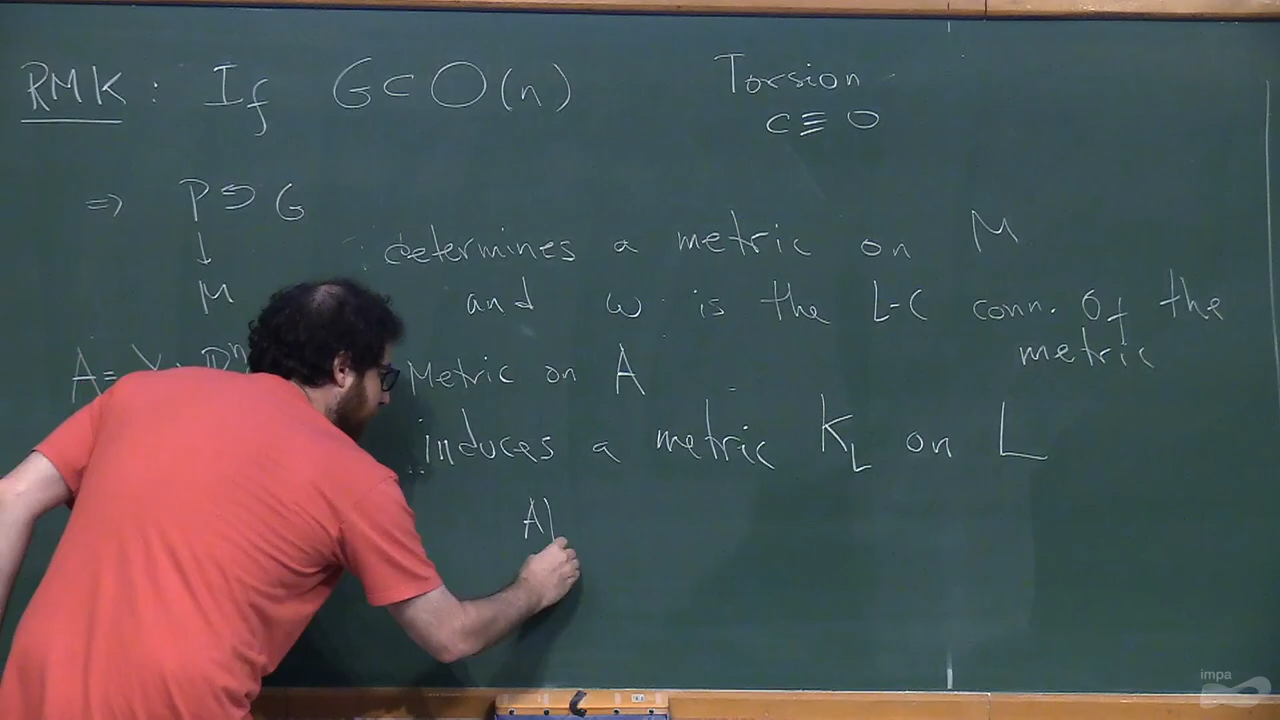 RMK: If G⊂O(n) Torsion
c≡0
⇒ P↶G
↓
M
determines a metric on M
and ω is the L-C conn. of the
metric
A= X × ℝⁿ Metric on A
induces a metric K_L on L
A|
impa